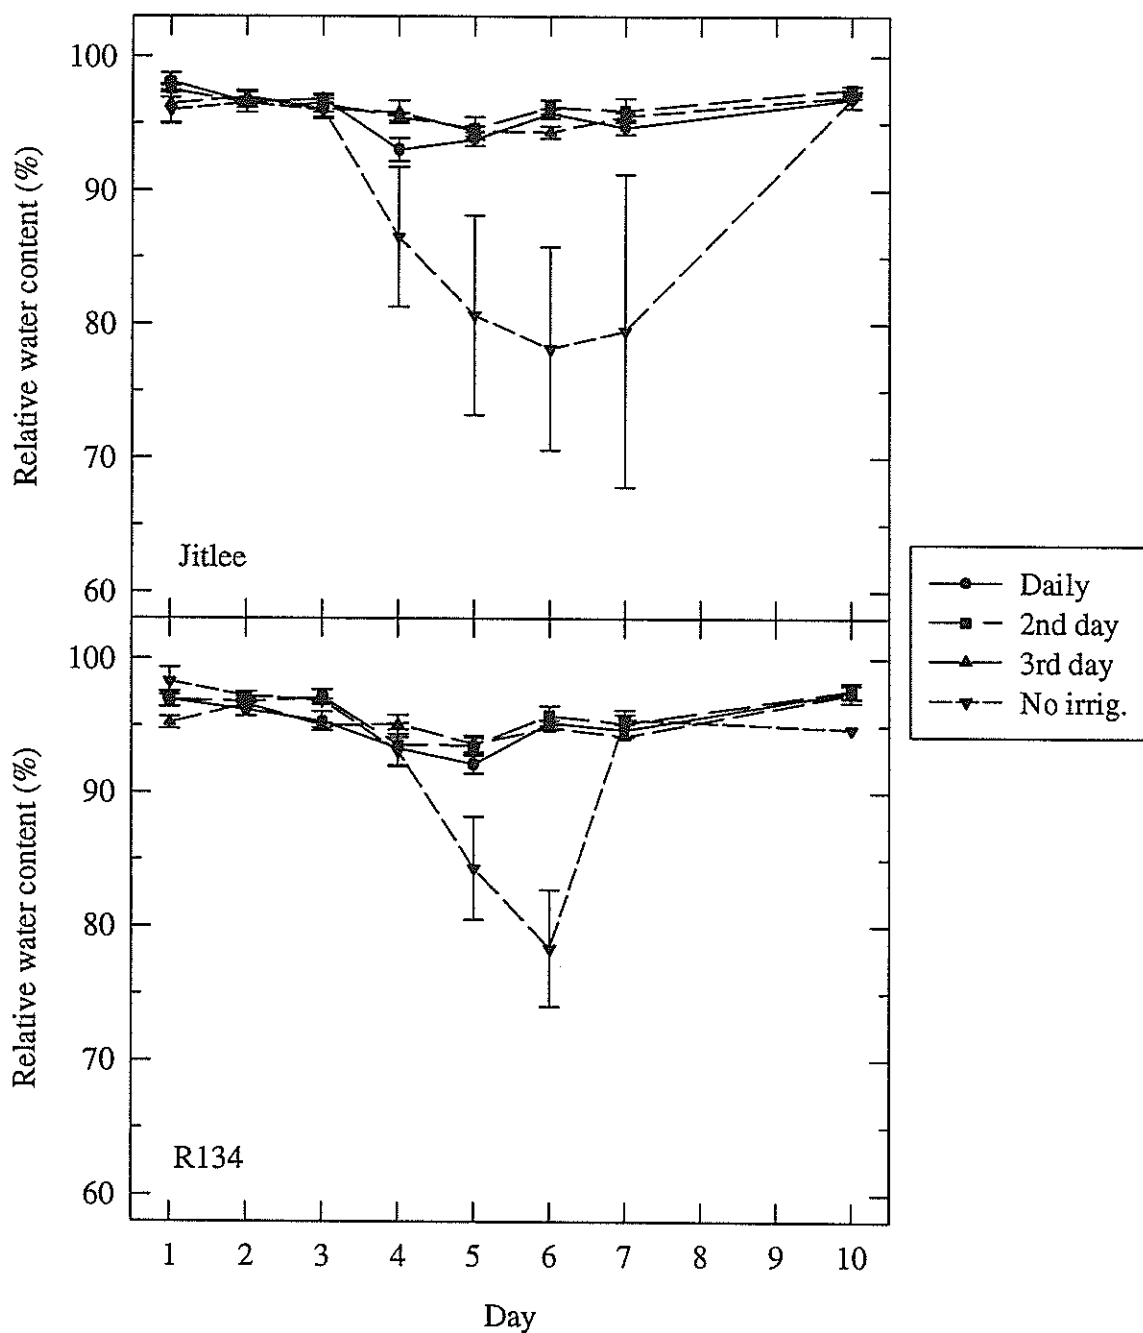 Relative water content (%)
100
90
80
70
60
Jitlee
Relative water content (%)
100
90
80
70
60
R134
1 2 3 4 5 6 7 8 9 10
Day
Daily
2nd day
3rd day
No irrig.